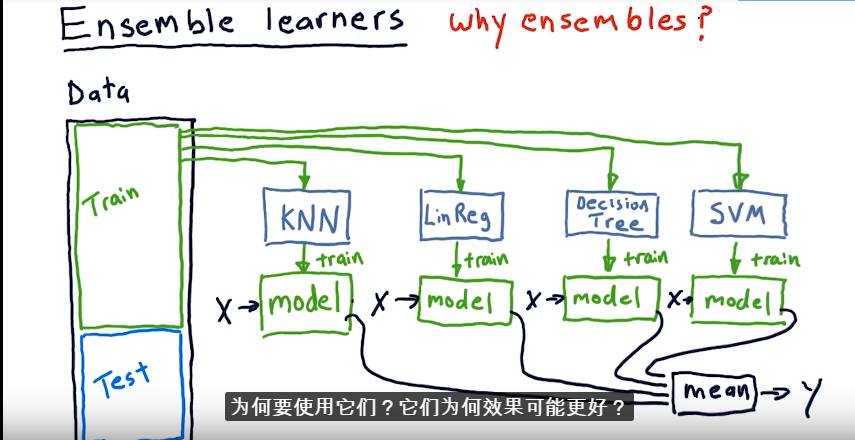 Ensemble learners why ensembles?
Data
Train
KNN LinReg Decision Tree SVM
train train train train
X model X model X model X model
Test
mean Y
为何要使用它们？它们为何效果可能更好？